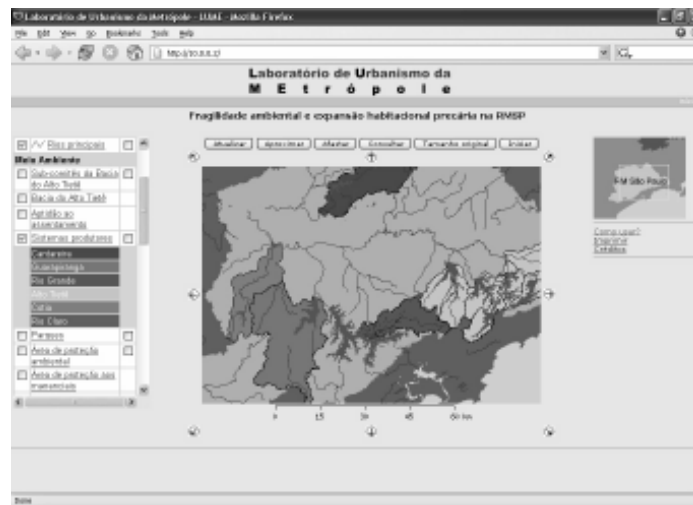 Laboratório de Urbanismo da Metrópole - LUME - Mozilla Firefox
File Edit View Go Bookmarks Tools Help
Laboratório de Urbanismo da
M E t r ó p o l e
Fragilidade ambiental e expansão habitacional precária na RMSP
Rios principais
Meio Ambiente
Sub-comitês da Bacia
do Alto Tietê
Bacia do Alto Tietê
Aptidão ao
assentamento
Sistemas produtores
Cantareira
Guarapiranga
Rio Grande
Alto Tietê
Cotia
Rio Claro
Parques
Área de proteção
ambiental
Área de proteção aos
mananciais
Atualizar Aproximar Afastar Consultar Tamanho original Iniciar
0 15 30 45 60 km
RM São Paulo
Como usar?
Imprimir
Créditos
Done